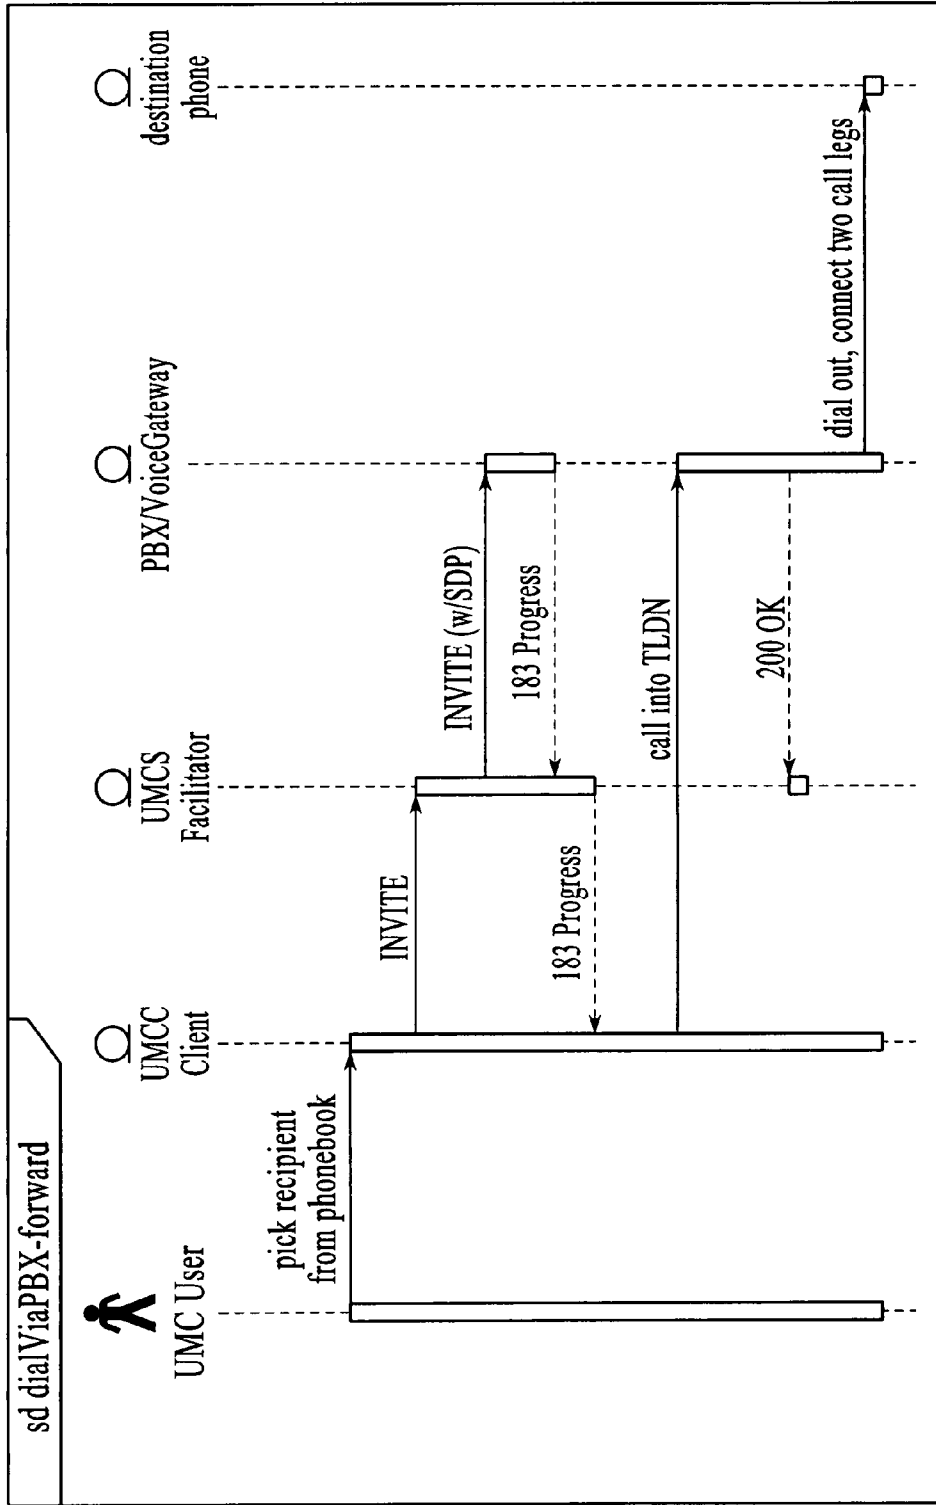 sd dialViaPBX-forward
UMC User
UMCC
Client
UMCS
Facilitator
PBX/VoiceGateway
destination
phone
pick recipient
from phonebook
INVITE
INVITE (w/SDP)
183 Progress
183 Progress
call into TLDN
200 OK
dial out, connect two call legs